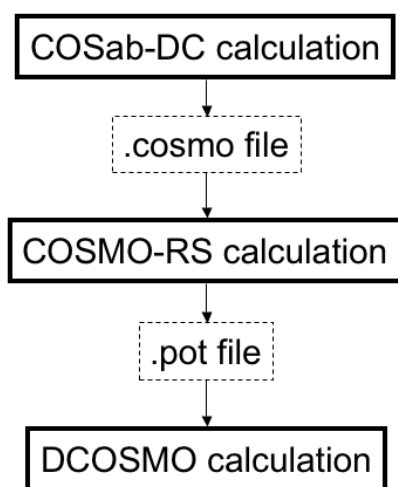 COSab-DC calculation
.cosmo file
COSMO-RS calculation
.pot file
DCOSMO calculation